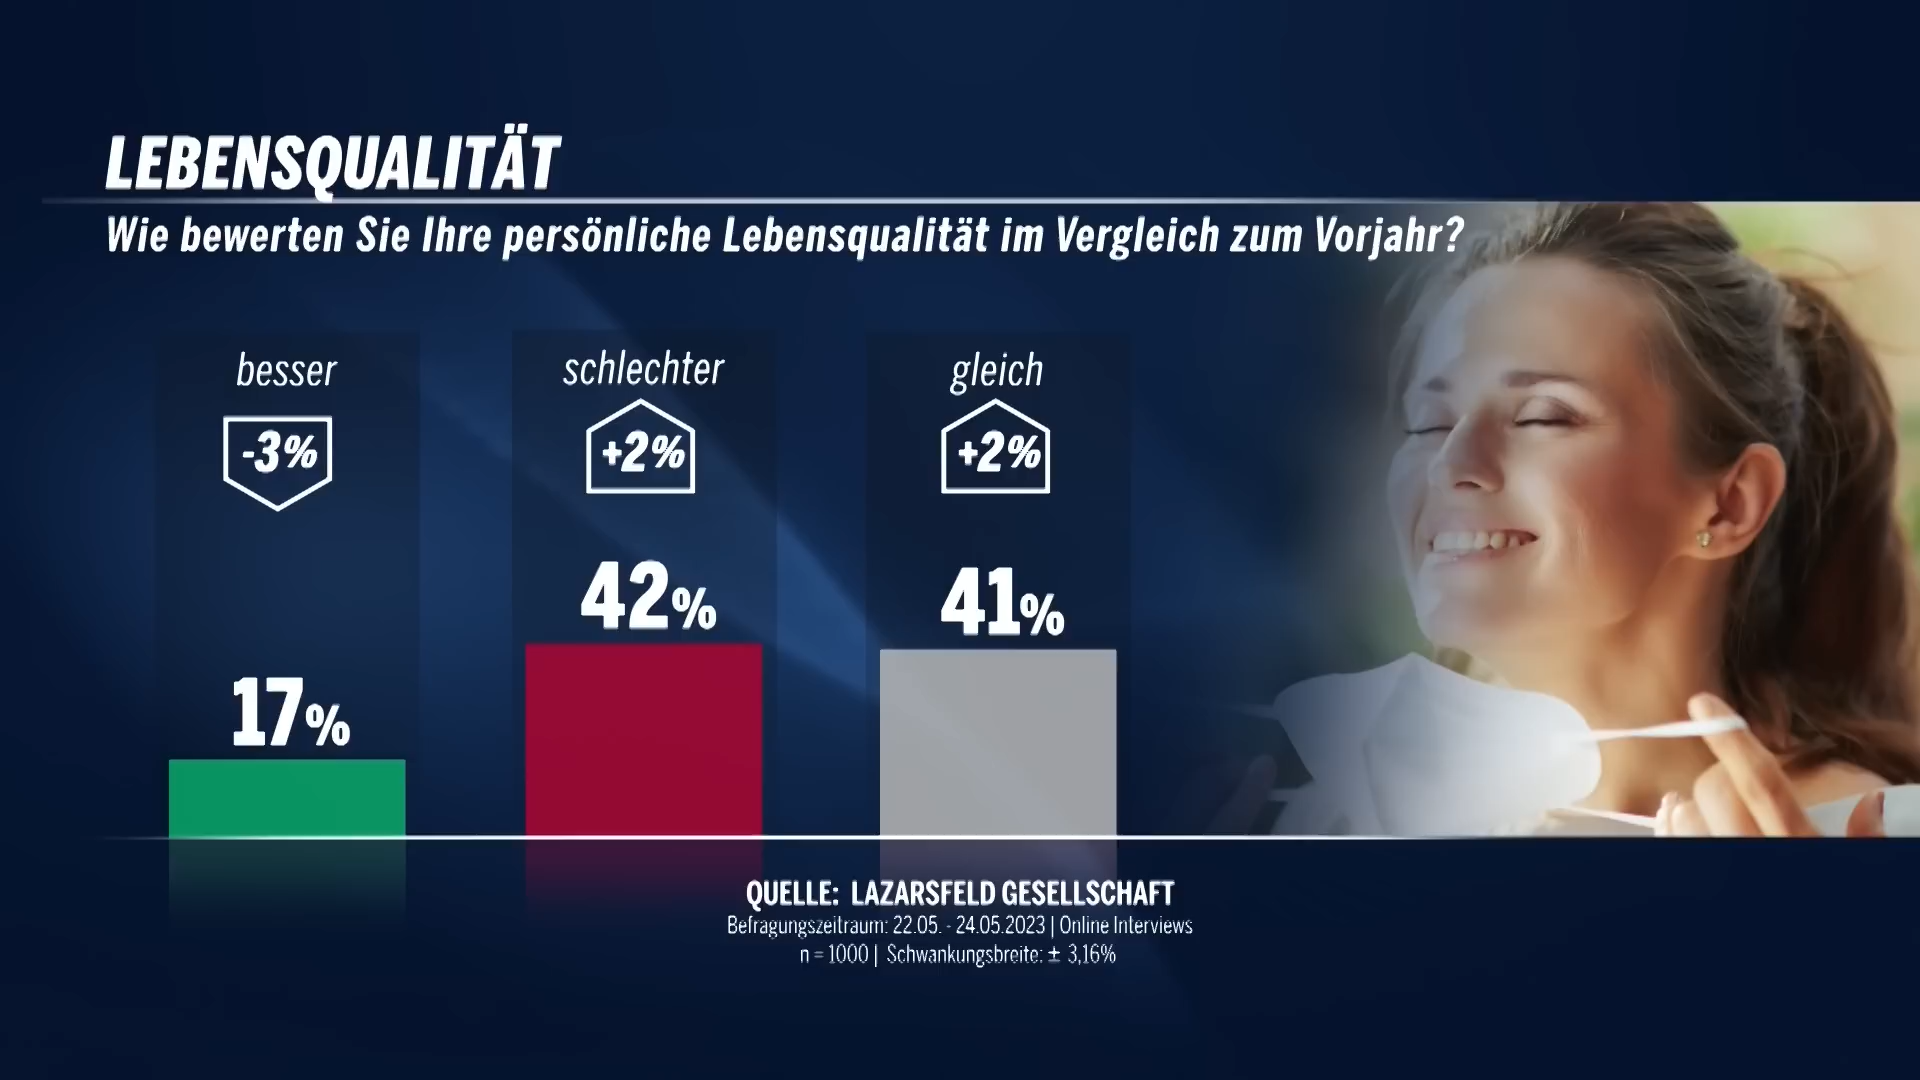 LEBENSQUALITÄT
Wie bewerten Sie Ihre persönliche Lebensqualität im Vergleich zum Vorjahr?
besser
schlechter
gleich
-3%
+2%
+2%
17%
42%
41%
QUELLE: LAZARSFELD GESELLSCHAFT
Befragungszeitraum: 22.05. - 24.05.2023 | Online Interviews
n = 1000 | Schwankungsbreite: ± 3,16%